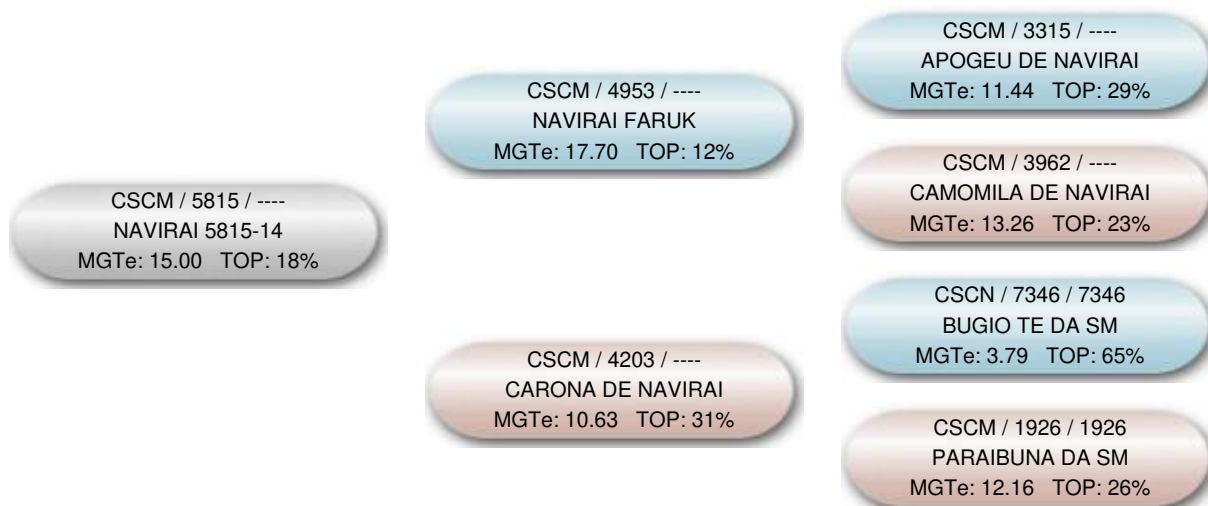 CSCM / 5815 / ----
NAVIRAI 5815-14
MGTe: 15.00 TOP: 18%
CSCM / 4953 / ----
NAVIRAI FARUK
MGTe: 17.70 TOP: 12%
CSCM / 4203 / ----
CARONA DE NAVIRAI
MGTe: 10.63 TOP: 31%
CSCM / 3315 / ----
APOGEU DE NAVIRAI
MGTe: 11.44 TOP: 29%
CSCM / 3962 / ----
CAMOMILA DE NAVIRAI
MGTe: 13.26 TOP: 23%
CSCN / 7346 / 7346
BUGIO TE DA SM
MGTe: 3.79 TOP: 65%
CSCM / 1926 / 1926
PARAIBUNA DA SM
MGTe: 12.16 TOP: 26%